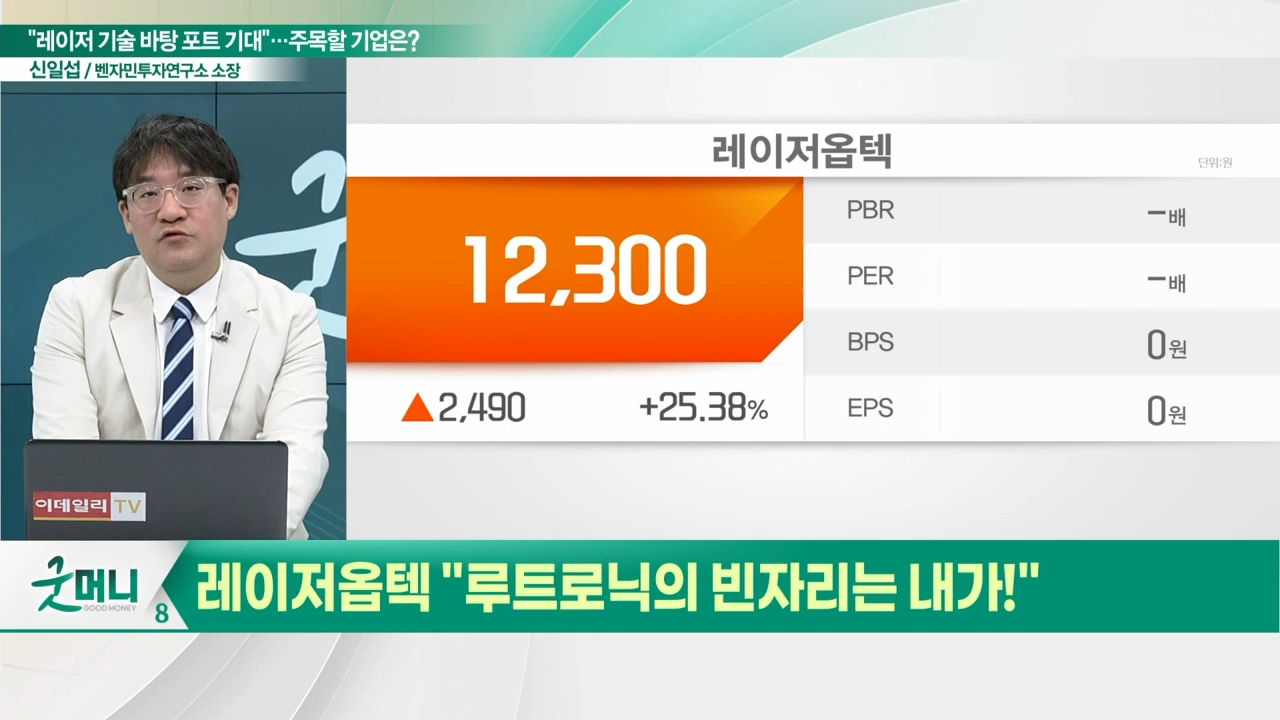 "레이저 기술 바탕 포트 기대"…주목할 기업은?
신일섭 / 벤자민투자연구소 소장
레이저옵텍
단위:원
12,300
▲2,490 +25.38%
PBR –배
PER –배
BPS 0원
EPS 0원
이데일리 TV
굿머니
GOOD MONEY
8
레이저옵텍 "루트로닉의 빈자리는 내가!"